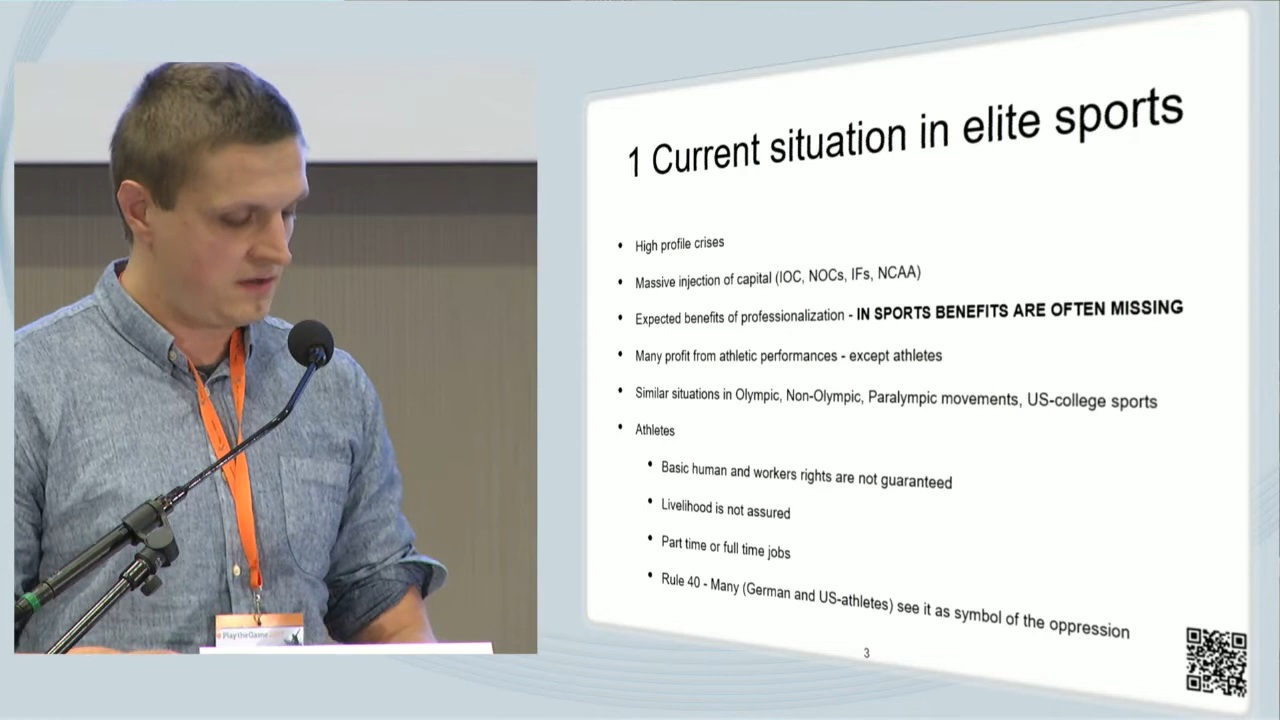 1 Current situation in elite sports
• High profile crises
• Massive injection of capital (IOC, NOCs, IFs, NCAA)
• Expected benefits of professionalization - IN SPORTS BENEFITS ARE OFTEN MISSING
• Many profit from athletic performances - except athletes
• Similar situations in Olympic, Non-Olympic, Paralympic movements, US-college sports
• Athletes
• Basic human and workers rights are not guaranteed
• Livelihood is not assured
• Part time or full time jobs
• Rule 40 - Many (German and US-athletes) see it as symbol of the oppression
3
PlaytheGame